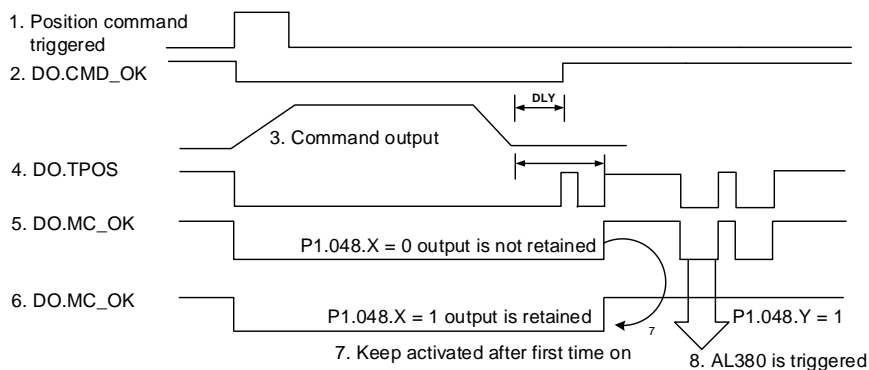 1. Position command
triggered
2. DO.CMD_OK
DLY
3. Command output
4. DO.TPOS
5. DO.MC_OK
P1.048.X = 0 output is not retained
6. DO.MC_OK
P1.048.X = 1 output is retained
7
P1.048.Y = 1
7. Keep activated after first time on
8. AL380 is triggered